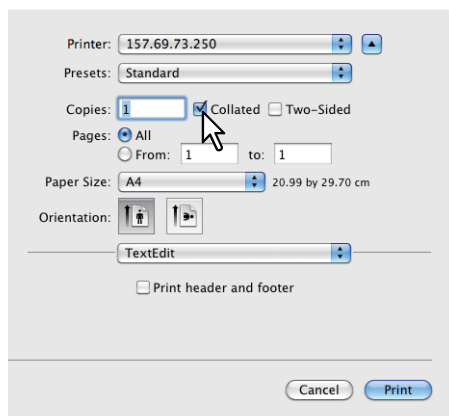 Printer: 157.69.73.250
Presets: Standard
Copies: 1 Collated Two-Sided
Pages: All
From: 1 to: 1
Paper Size: A4 20.99 by 29.70 cm
Orientation:
TextEdit
Print header and footer
Cancel Print